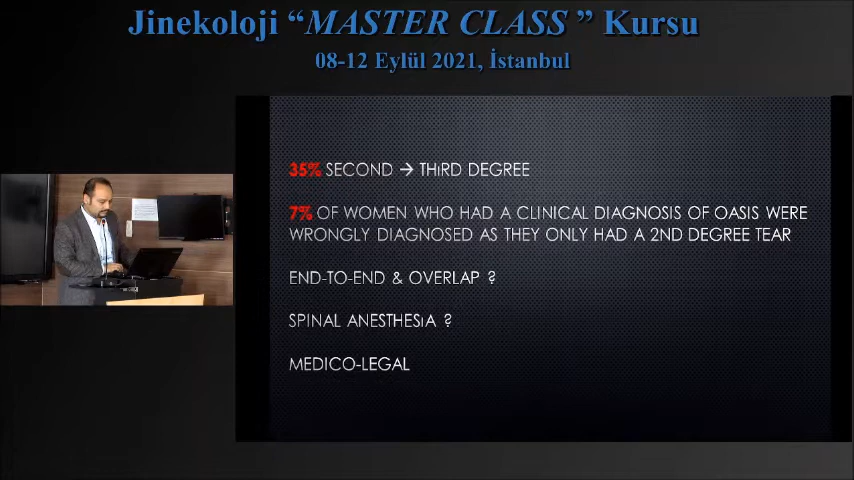 Jinekoloji “MASTER CLASS ” Kursu
08-12 Eylül 2021, İstanbul
35% SECOND → THiRD DEGREE
7% OF WOMEN WHO HAD A CLINICAL DIAGNOSIS OF OASIS WERE
WRONGLY DIAGNOSED AS THEY ONLY HAD A 2ND DEGREE TEAR
END-TO-END & OVERLAP ?
SPINAL ANESTHESiA ?
MEDICO-LEGAL